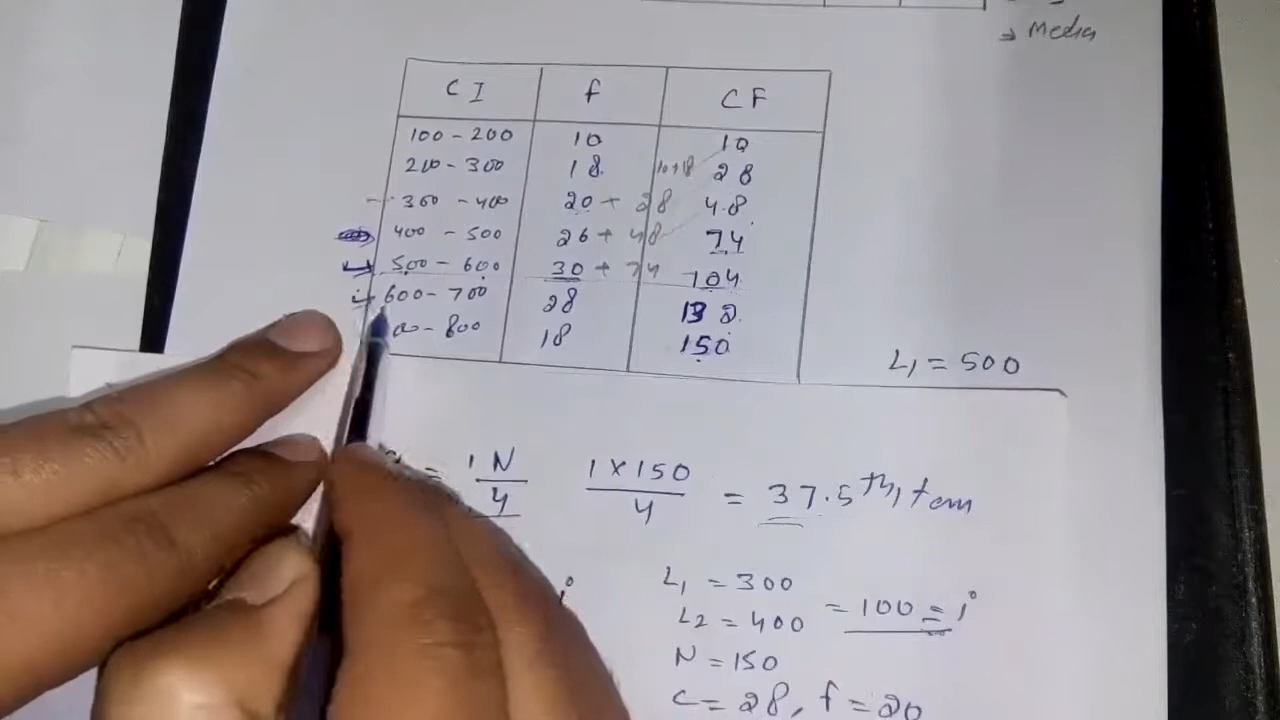 → Media
C I f C F
100 - 200 10 10
200 - 300 18 10+18 28
300 - 400 20 + 28 48
400 - 500 26 + 48 74
500 - 600 30 + 74 104
600 - 700 28 132
00 - 800 18 150
L1 = 500
= 1N/4 1 x 150/4 = 37.5th item
i
L1 = 300
L2 = 400 = 100 = i
N = 150
C = 28, f = 20